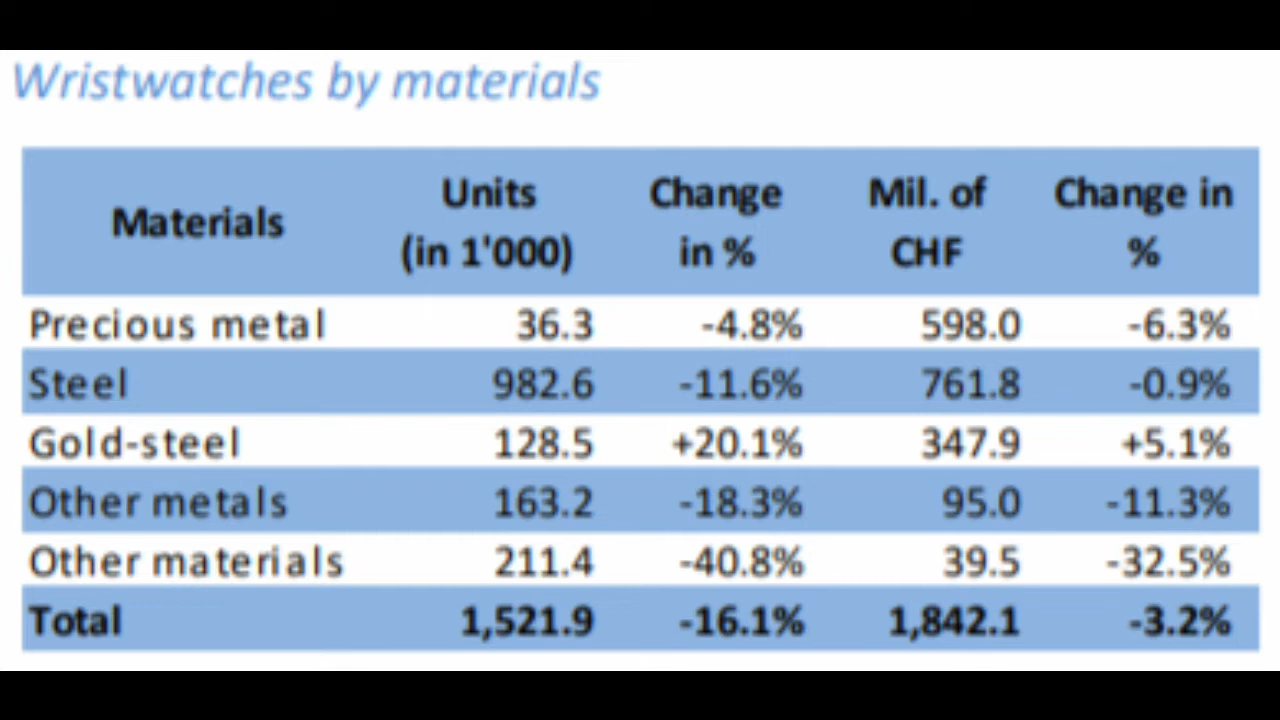 Wristwatches by materials
Materials Units (in 1'000) Change in % Mil. of CHF Change in %
Precious metal 36.3 -4.8% 598.0 -6.3%
Steel 982.6 -11.6% 761.8 -0.9%
Gold-steel 128.5 +20.1% 347.9 +5.1%
Other metals 163.2 -18.3% 95.0 -11.3%
Other materials 211.4 -40.8% 39.5 -32.5%
Total 1,521.9 -16.1% 1,842.1 -3.2%